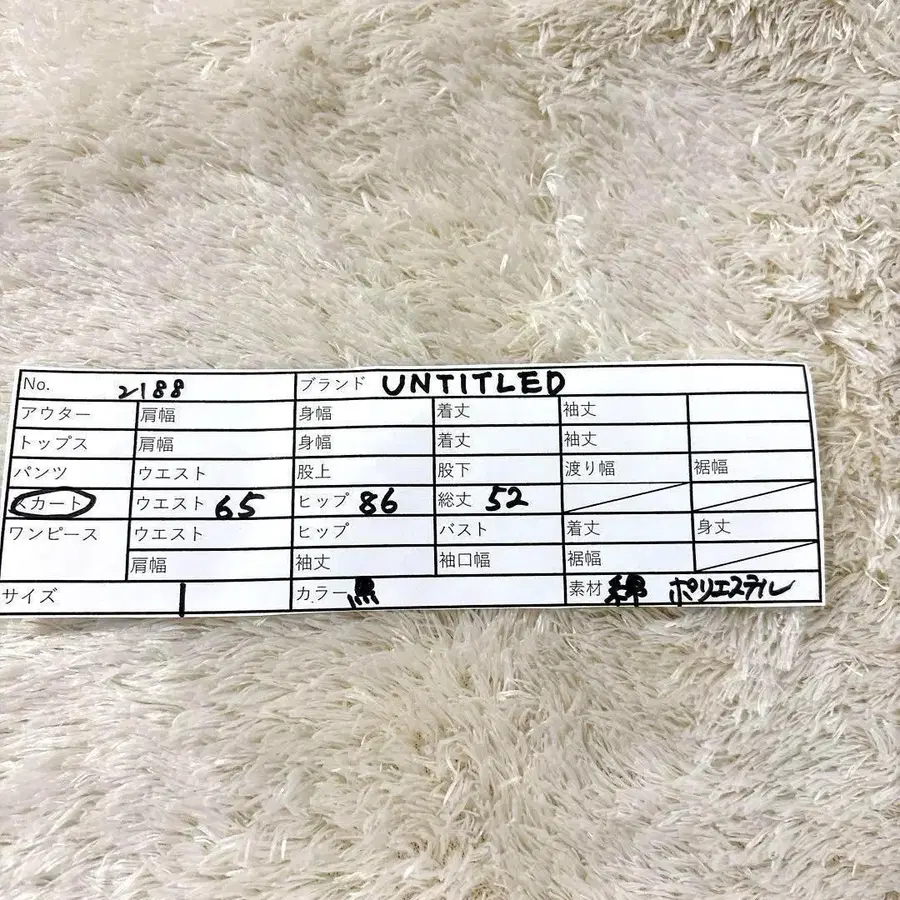 No. 2188 ブランド UNTITLED
アウター 肩幅 身幅 着丈 袖丈
トップス 肩幅 身幅 着丈 袖丈
パンツ ウエスト 股上 股下 渡り幅 裾幅
スカート ウエスト 65 ヒップ 86 総丈 52
ワンピース ウエスト ヒップ バスト 着丈 身丈
肩幅 袖丈 袖口幅 裾幅
サイズ 1 カラー 黒 素材 綿 ポリエステル